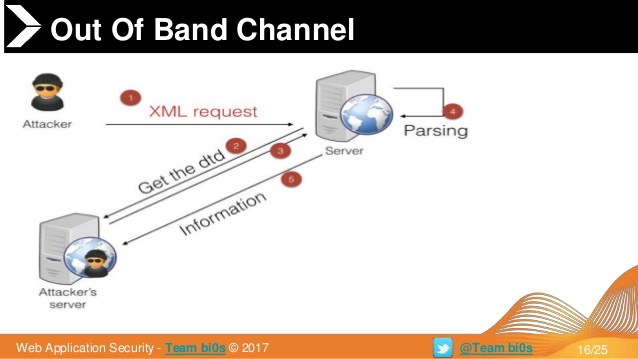 Out Of Band Channel
1
XML request
Attacker
Server
4
Parsing
2
3
Get the dtd
5
Information
Attacker's
server
Web Application Security - Team bi0s © 2017
@Team bi0s
16/25